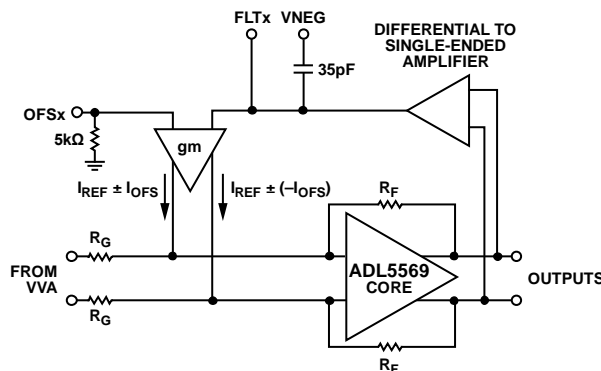 FLTx VNEG
DIFFERENTIAL TO
SINGLE-ENDED
AMPLIFIER
35pF
OFSx
5kΩ
gm
IREF ± IOFS
IREF ± (–IOFS)
RF
RG
FROM
VVA
ADL5569
CORE
OUTPUTS
RG
RF